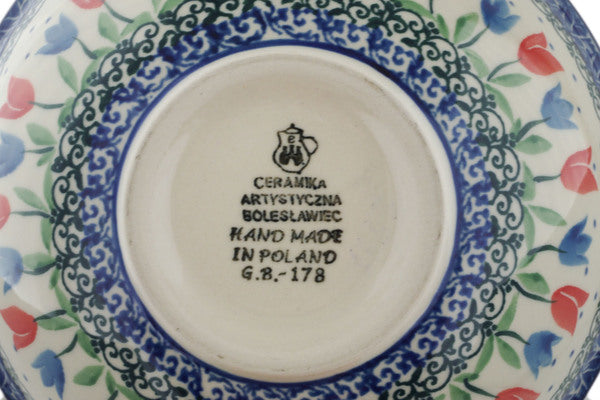 CERAMIKA
ARTYSTYCZNA
BOLESŁAWIEC
HAND MADE
IN POLAND
G.B.-178